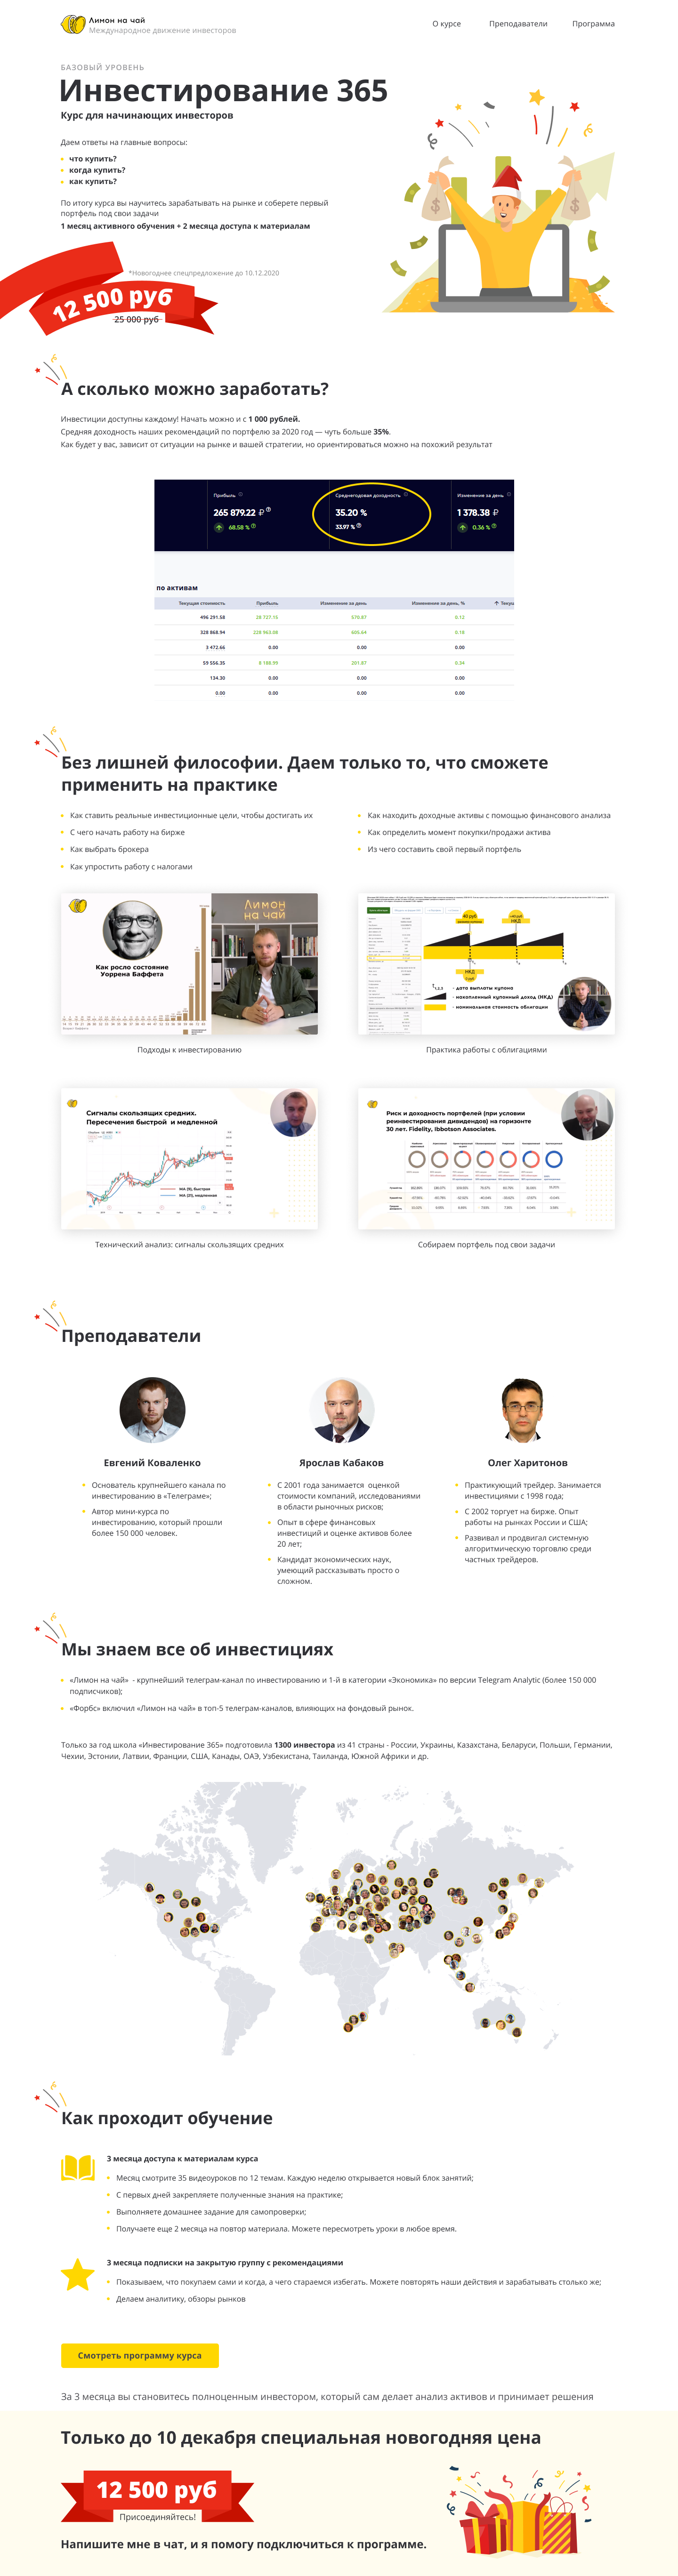 Лимон на чай
Международное движение инвесторов
О курсе
Преподаватели
Программа
БАЗОВЫЙ УРОВЕНЬ
Инвестирование 365
Курс для начинающих инвесторов
Даем ответы на главные вопросы:
что купить?
когда купить?
как купить?
По итогу курса вы научитесь зарабатывать на рынке и соберете первый
портфель под свои задачи
1 месяц активного обучения + 2 месяца доступа к материалам
*Новогоднее спецпредложение до 10.12.2020
12 500 руб
25 000 руб
А сколько можно заработать?
Инвестиции доступны каждому! Начать можно и с 1 000 рублей.
Средняя доходность наших рекомендаций по портфелю за 2020 год — чуть больше 35%.
Как будет у вас, зависит от ситуации на рынке и вашей стратегии, но ориентироваться можно на похожий результат
Прибыль
Среднегодовая доходность
Изменение за день
265 879.22 ₽
35.20 %
1 378.38 ₽
68.58 %
33.97 %
0.36 %
по активам
Текущая стоимость Прибыль Изменение за день Изменение за день, % ↑ Текущ
496 291.58 28 727.15 570.87 0.12
328 868.94 228 963.08 605.64 0.18
3 472.66 0.00 0.00 0.00
59 556.35 8 188.99 201.87 0.34
134.30 0.00 0.00 0.00
0.00 0.00 0.00 0.00
Без лишней философии. Даем только то, что сможете
применить на практике
Как ставить реальные инвестиционные цели, чтобы достигать их
С чего начать работу на бирже
Как выбрать брокера
Как упростить работу с налогами
Как находить доходные активы с помощью финансового анализа
Как определить момент покупки/продажи актива
Из чего составить свой первый портфель
Как росло состояние
Уоррена Баффета
Лимон
на чай
Подходы к инвестированию
40 руб
НКД
НКД
- дата выплаты купона
- накопленный купонный доход (НКД)
- номинальная стоимость облигации
Практика работы с облигациями
Сигналы скользящих средних.
Пересечения быстрой и медленной
MA (9), быстрая
MA (21), медленная
Технический анализ: сигналы скользящих средних
Риск и доходность портфелей (при условии
реинвестирования дивидендов) на горизонте
30 лет. Fidelity, Ibbotson Associates.
Собираем портфель под свои задачи
Преподаватели
Евгений Коваленко
Основатель крупнейшего канала по
инвестированию в «Телеграме»;
Автор мини-курса по
инвестированию, который прошли
более 150 000 человек.
Ярослав Кабаков
С 2001 года занимается оценкой
стоимости компаний, исследованиями
в области рыночных рисков;
Опыт в сфере финансовых
инвестиций и оценке активов более
20 лет;
Кандидат экономических наук,
умеющий рассказывать просто о
сложном.
Олег Харитонов
Практикующий трейдер. Занимается
инвестициями с 1998 года;
С 2002 торгует на бирже. Опыт
работы на рынках России и США;
Развивал и продвигал системную
алгоритмическую торговлю среди
частных трейдеров.
Мы знаем все об инвестициях
«Лимон на чай» - крупнейший телеграм-канал по инвестированию и 1-й в категории «Экономика» по версии Telegram Analytic (более 150 000
подписчиков);
«Форбс» включил «Лимон на чай» в топ-5 телеграм-каналов, влияющих на фондовый рынок.
Только за год школа «Инвестирование 365» подготовила 1300 инвестора из 41 страны - России, Украины, Казахстана, Беларуси, Польши, Германии,
Чехии, Эстонии, Латвии, Франции, США, Канады, ОАЭ, Узбекистана, Таиланда, Южной Африки и др.
Как проходит обучение
3 месяца доступа к материалам курса
Месяц смотрите 35 видеоуроков по 12 темам. Каждую неделю открывается новый блок занятий;
С первых дней закрепляете полученные знания на практике;
Выполняете домашнее задание для самопроверки;
Получаете еще 2 месяца на повтор материала. Можете пересмотреть уроки в любое время.
3 месяца подписки на закрытую группу с рекомендациями
Показываем, что покупаем сами и когда, а чего стараемся избегать. Можете повторять наши действия и зарабатывать столько же;
Делаем аналитику, обзоры рынков
Смотреть программу курса
За 3 месяца вы становитесь полноценным инвестором, который сам делает анализ активов и принимает решения
Только до 10 декабря специальная новогодняя цена
12 500 руб
Присоединяйтесь!
Напишите мне в чат, и я помогу подключиться к программе.